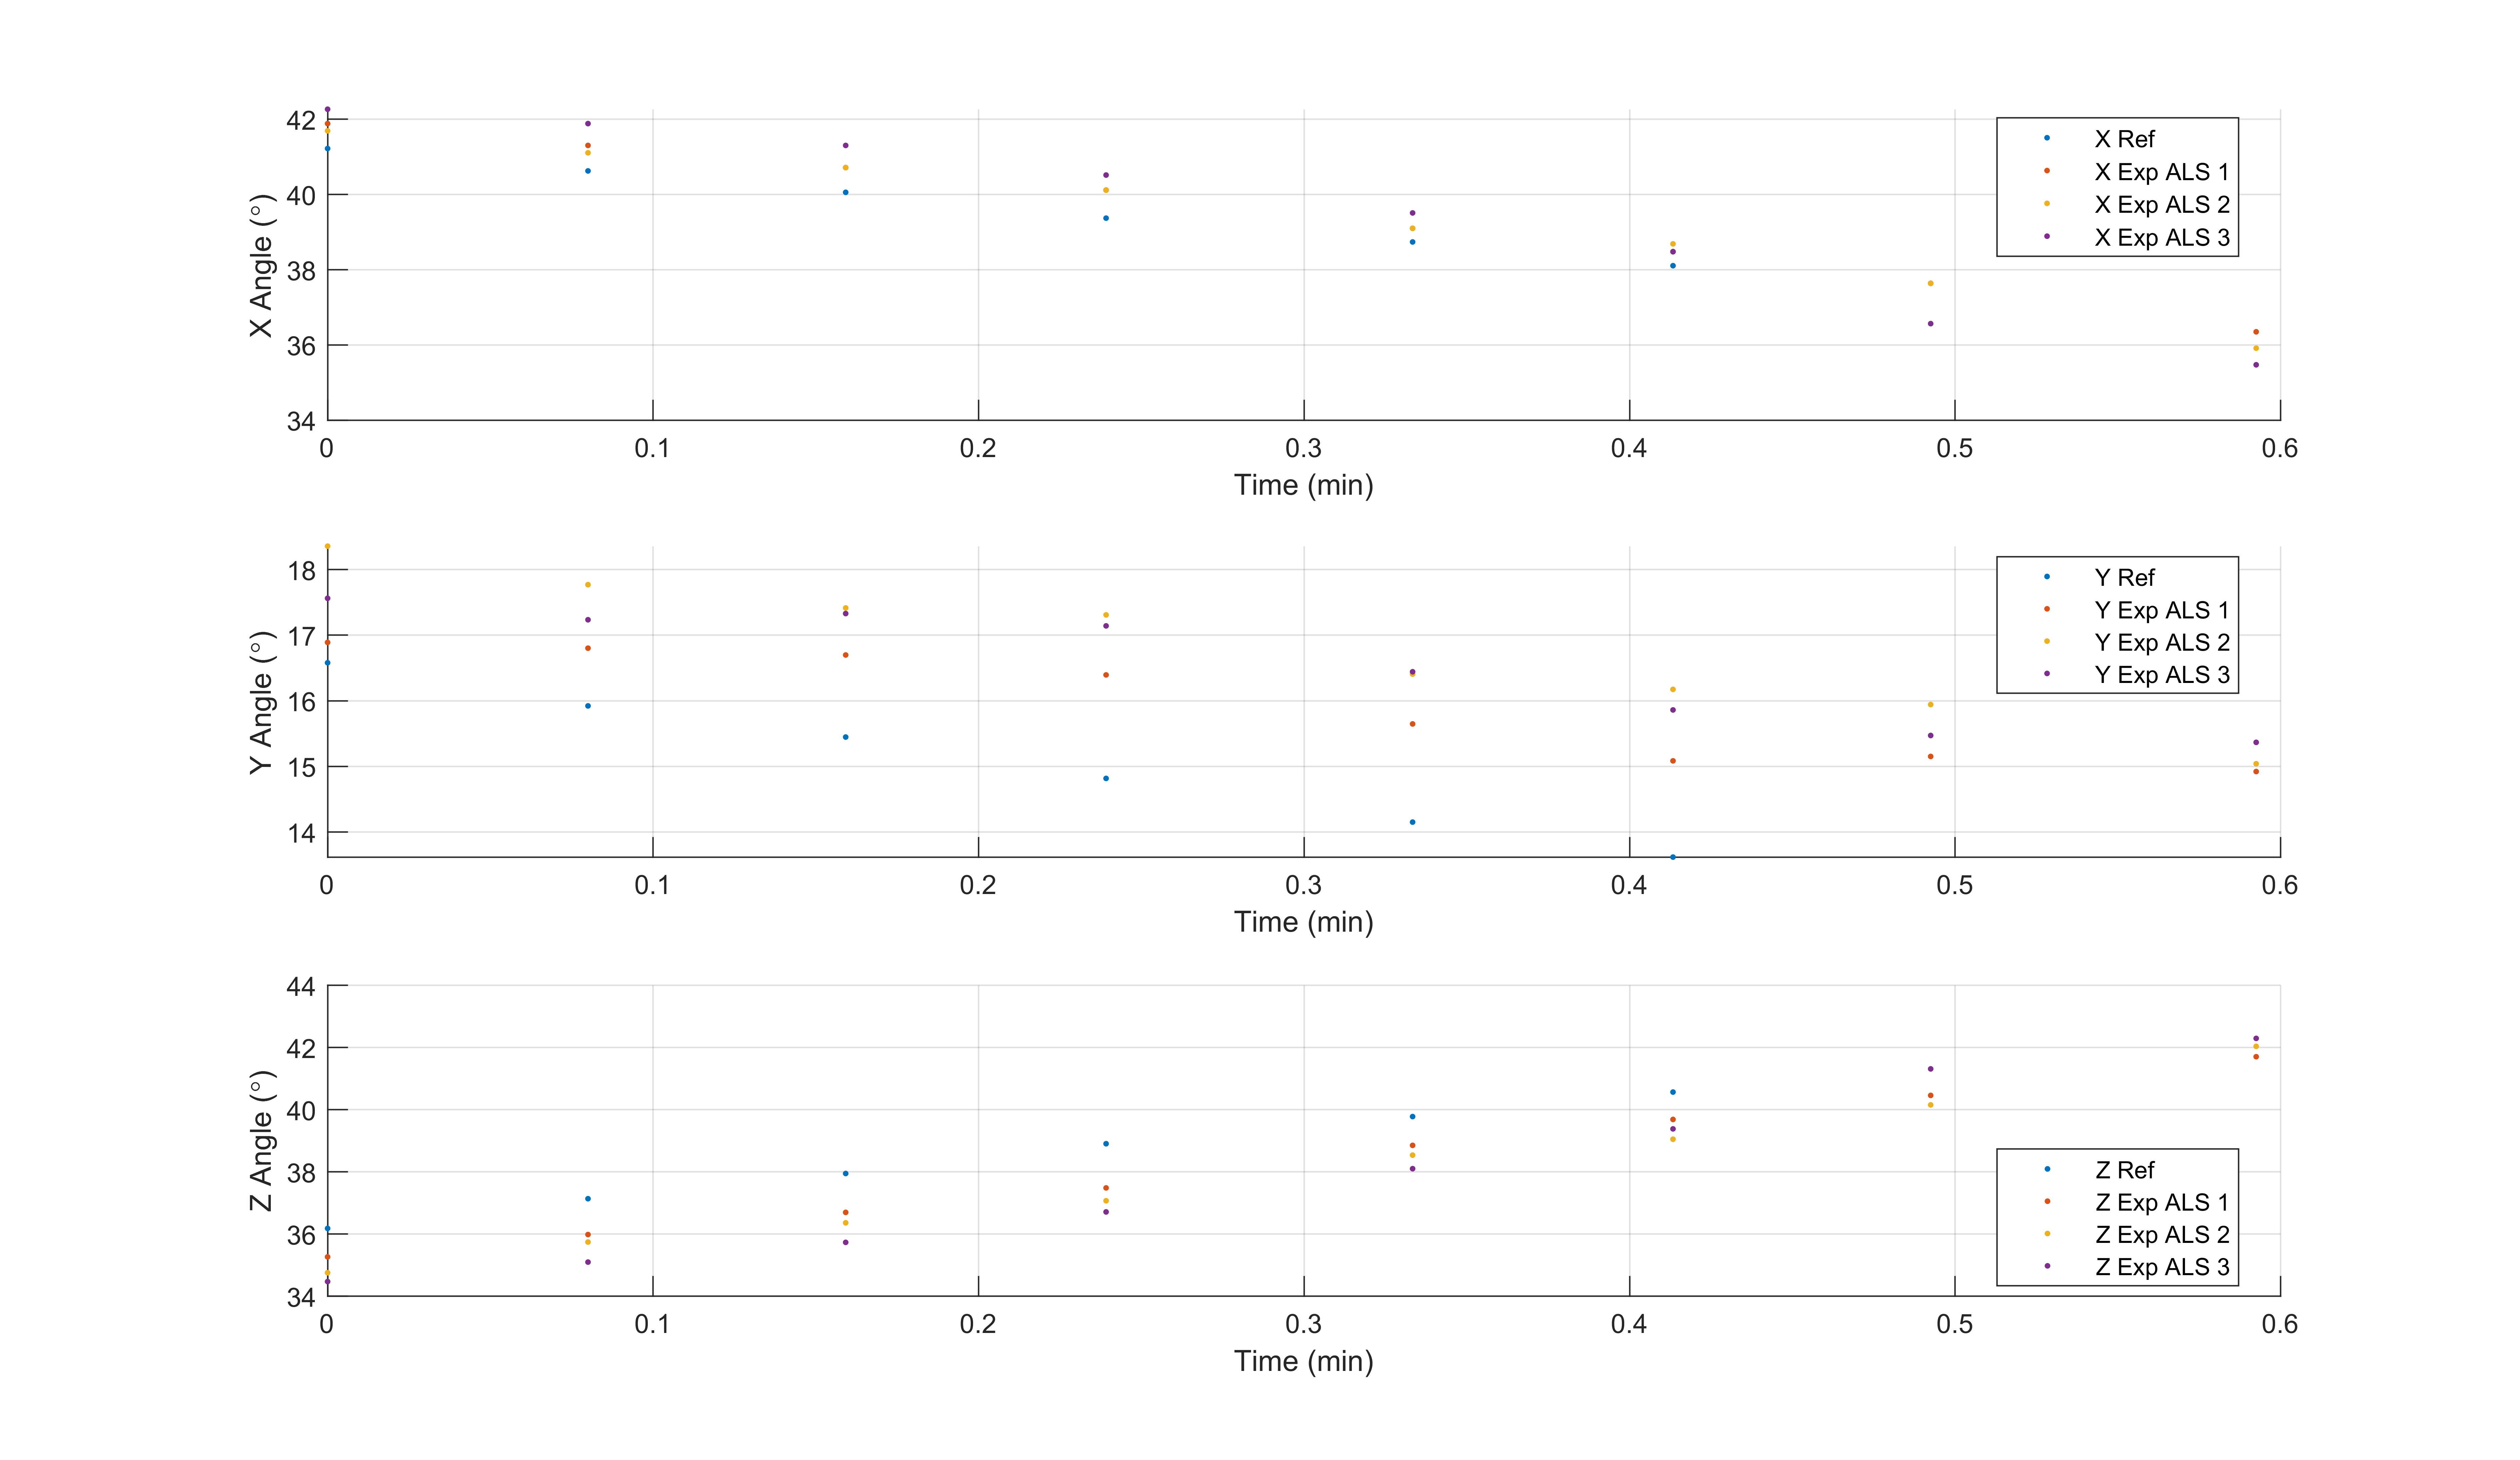 X Angle (°)
42
40
38
36
34
0 0.1 0.2 0.3 0.4 0.5 0.6
Time (min)
X Ref
X Exp ALS 1
X Exp ALS 2
X Exp ALS 3
Y Angle (°)
18
17
16
15
14
0 0.1 0.2 0.3 0.4 0.5 0.6
Time (min)
Y Ref
Y Exp ALS 1
Y Exp ALS 2
Y Exp ALS 3
Z Angle (°)
44
42
40
38
36
34
0 0.1 0.2 0.3 0.4 0.5 0.6
Time (min)
Z Ref
Z Exp ALS 1
Z Exp ALS 2
Z Exp ALS 3